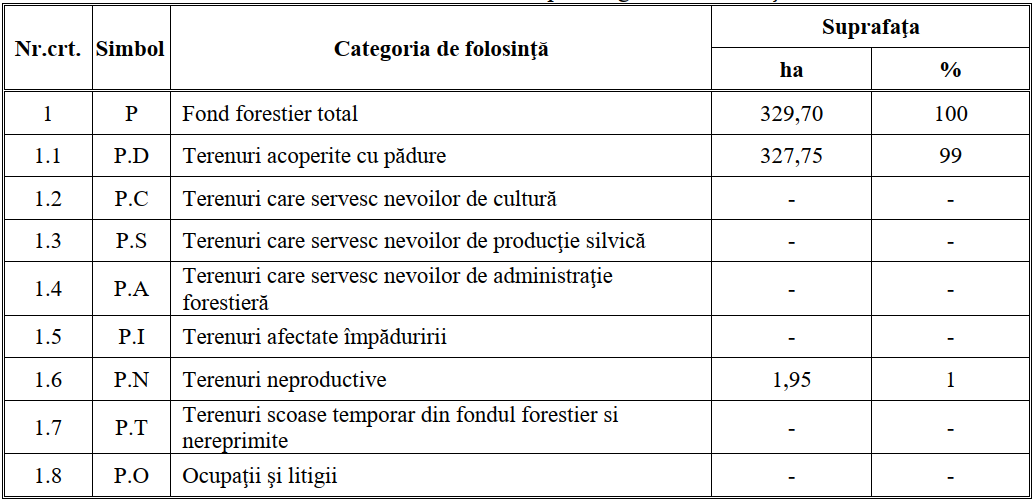 Nr.crt. Simbol Categoria de folosinţă Suprafaţa
ha %
1 P Fond forestier total 329,70 100
1.1 P.D Terenuri acoperite cu pădure 327,75 99
1.2 P.C Terenuri care servesc nevoilor de cultură - -
1.3 P.S Terenuri care servesc nevoilor de producţie silvică - -
1.4 P.A Terenuri care servesc nevoilor de administraţie
forestieră - -
1.5 P.I Terenuri afectate împăduririi - -
1.6 P.N Terenuri neproductive 1,95 1
1.7 P.T Terenuri scoase temporar din fondul forestier si
nereprimite - -
1.8 P.O Ocupaţii şi litigii - -